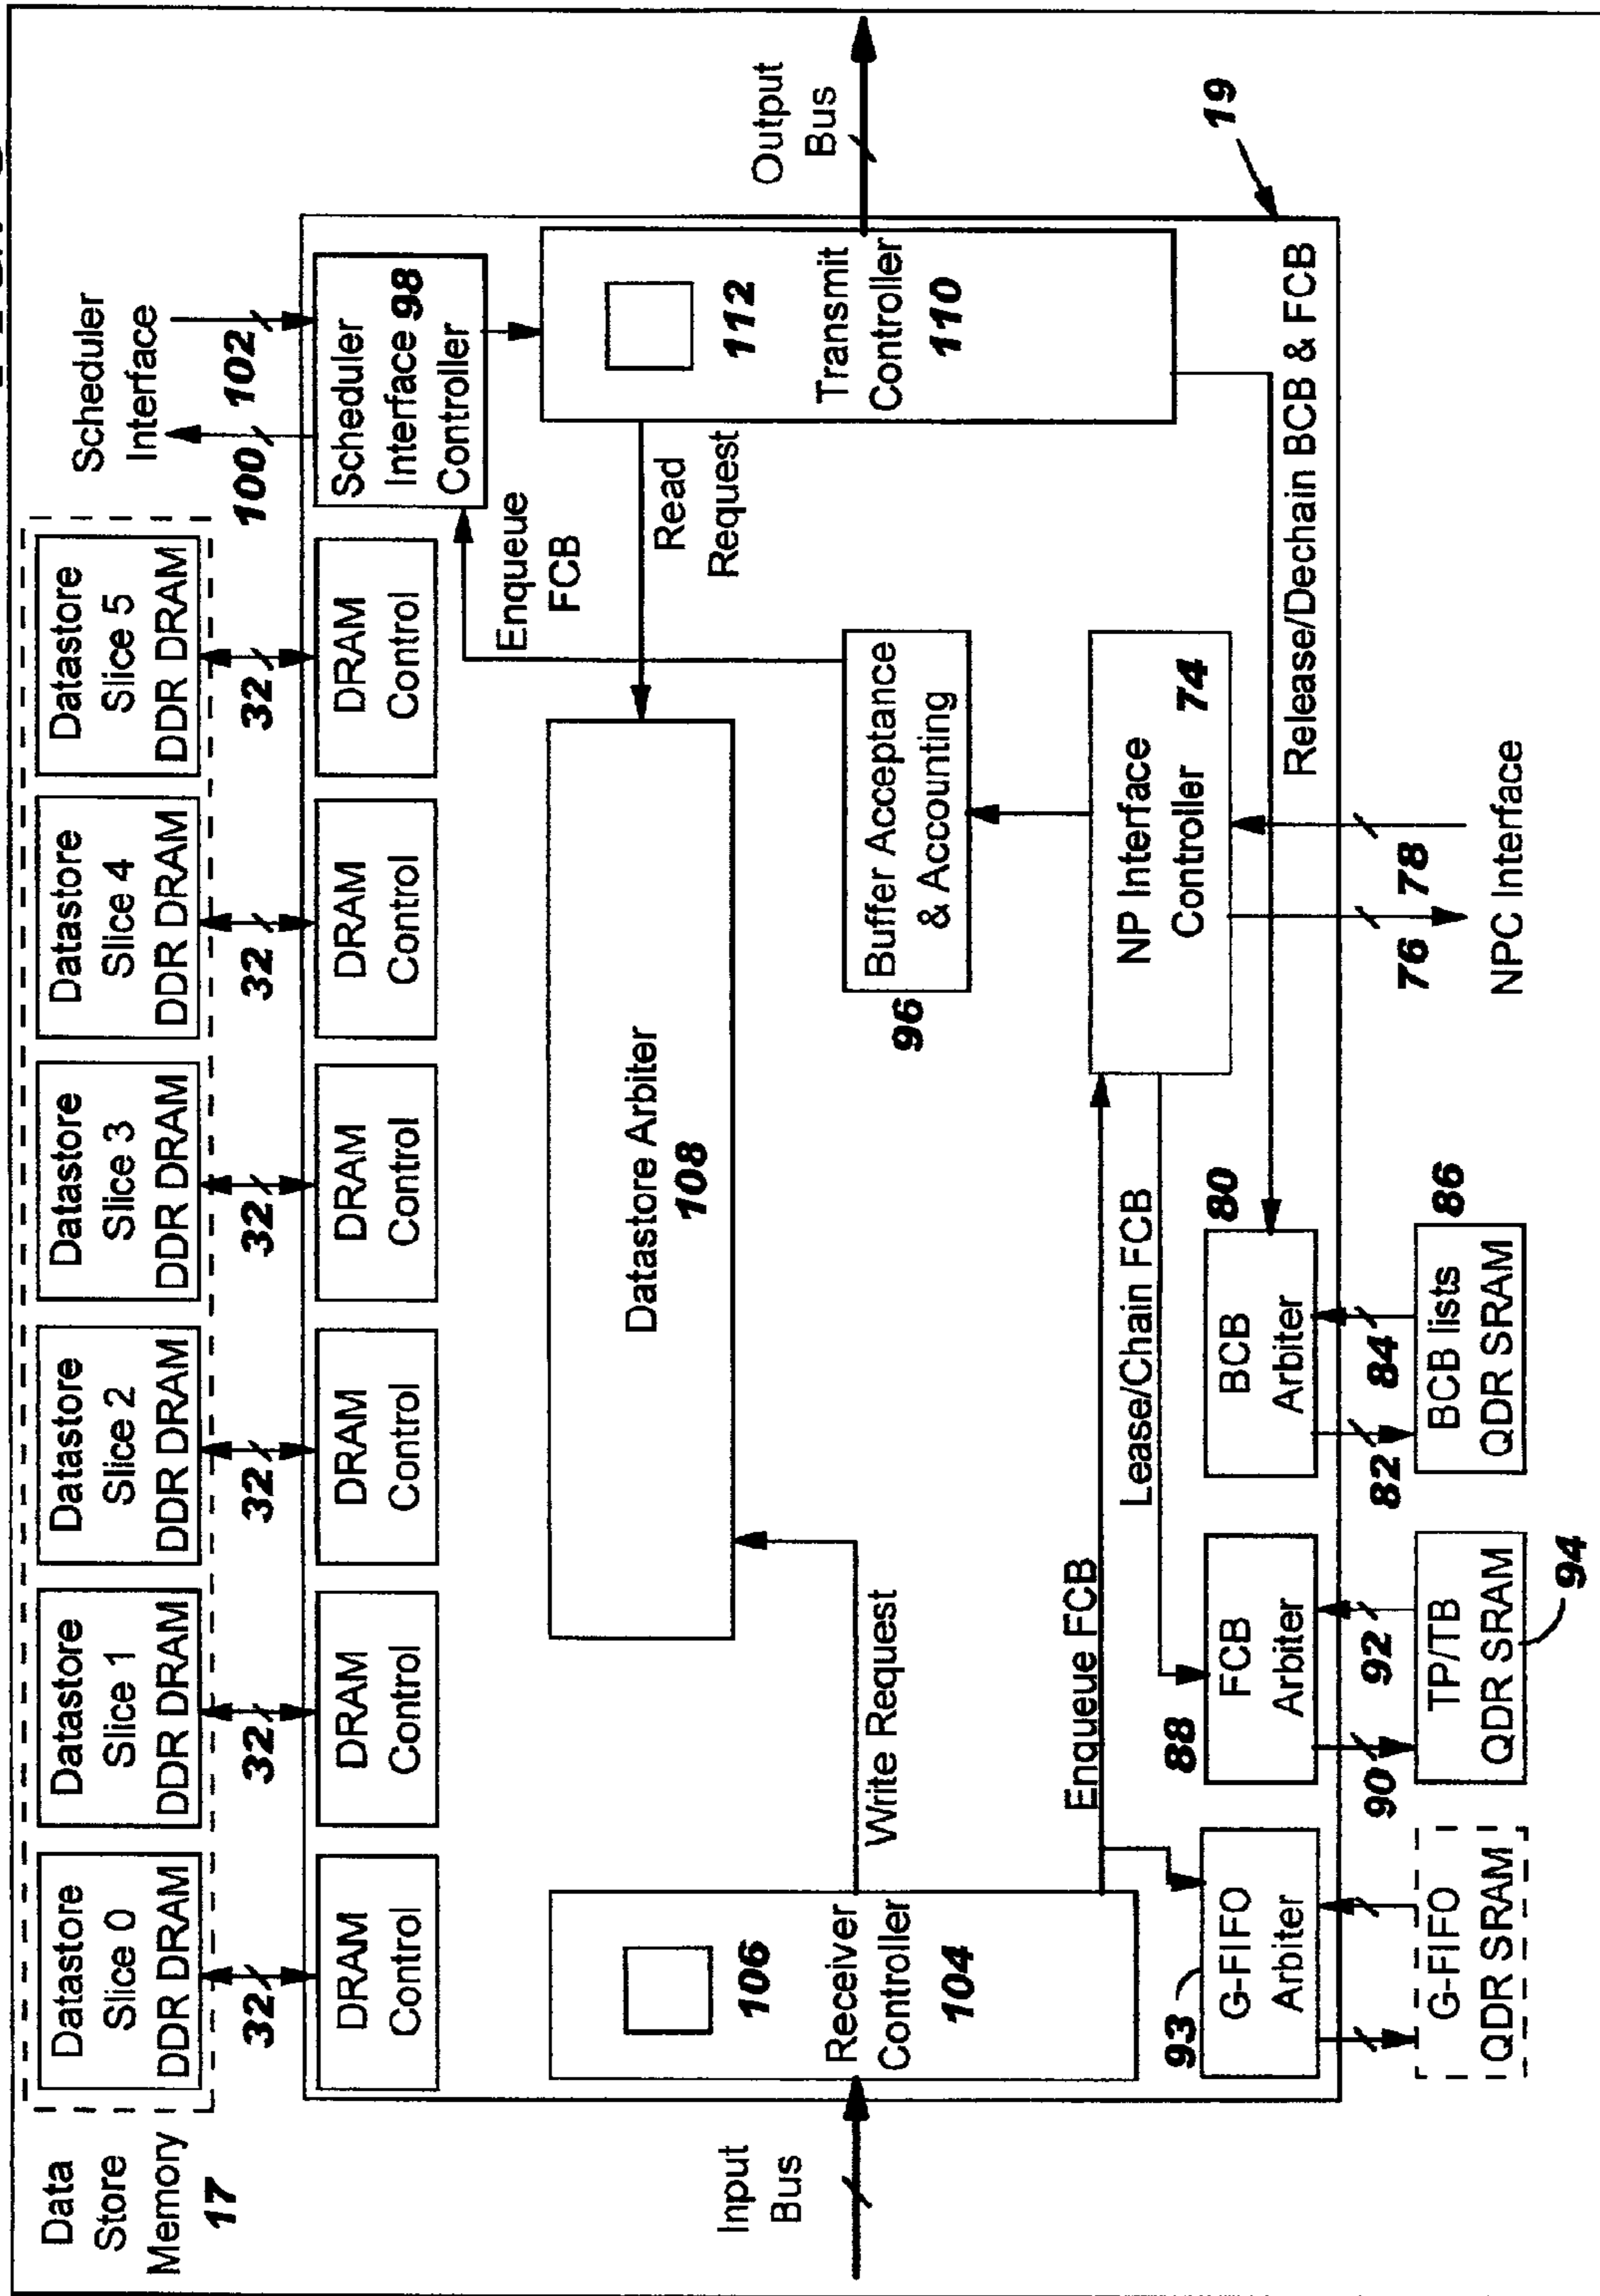 Data
Store
Memory
17
Datastore
Slice 0
DDR DRAM
Datastore
Slice 1
DDR DRAM
Datastore
Slice 2
DDR DRAM
Datastore
Slice 3
DDR DRAM
Datastore
Slice 4
DDR DRAM
Datastore
Slice 5
DDR DRAM
Scheduler
Interface
32
32
32
32
32
32
100
102
DRAM
Control
DRAM
Control
DRAM
Control
DRAM
Control
DRAM
Control
DRAM
Control
Scheduler
Interface 98
Controller
Enqueue
FCB
Input
Bus
106
Receiver
Controller
104
Write Request
Datastore Arbiter
108
Read
Request
112
Transmit
Controller
110
Output
Bus
96
Buffer Acceptance
& Accounting
Enqueue FCB
Lease/Chain FCB
NP Interface
Controller
74
93
G-FIFO
Arbiter
88
FCB
Arbiter
80
BCB
Arbiter
Release/Dechain BCB & FCB
19
90
92
82
84
76
78
G-FIFO
QDR SRAM
TP/TB
QDR SRAM
94
BCB lists
QDR SRAM
86
NPC Interface